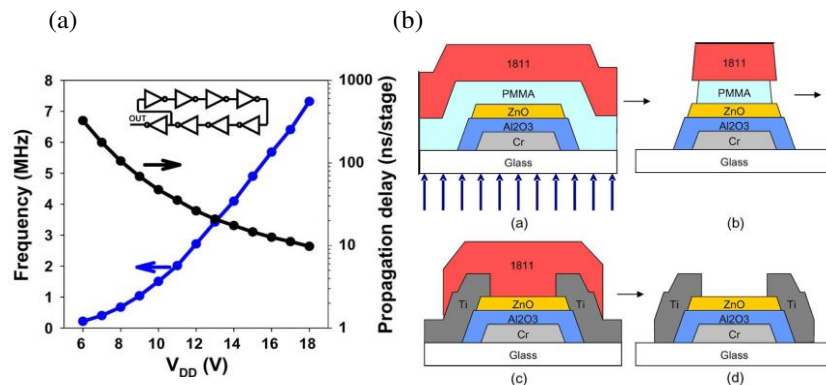 (a)
(b)
Frequency (MHz)
8
7
6
5
4
3
2
1
0
OUT
1000
100
10
1
Propagation delay (ns/stage)
6 8 10 12 14 16 18
VDD (V)
1811
PMMA
ZnO
Al2O3
Cr
Glass
(a)
1811
PMMA
ZnO
Al2O3
Cr
Glass
(b)
1811
Ti
Ti
ZnO
Al2O3
Cr
Glass
(c)
Ti
Ti
ZnO
Al2O3
Cr
Glass
(d)